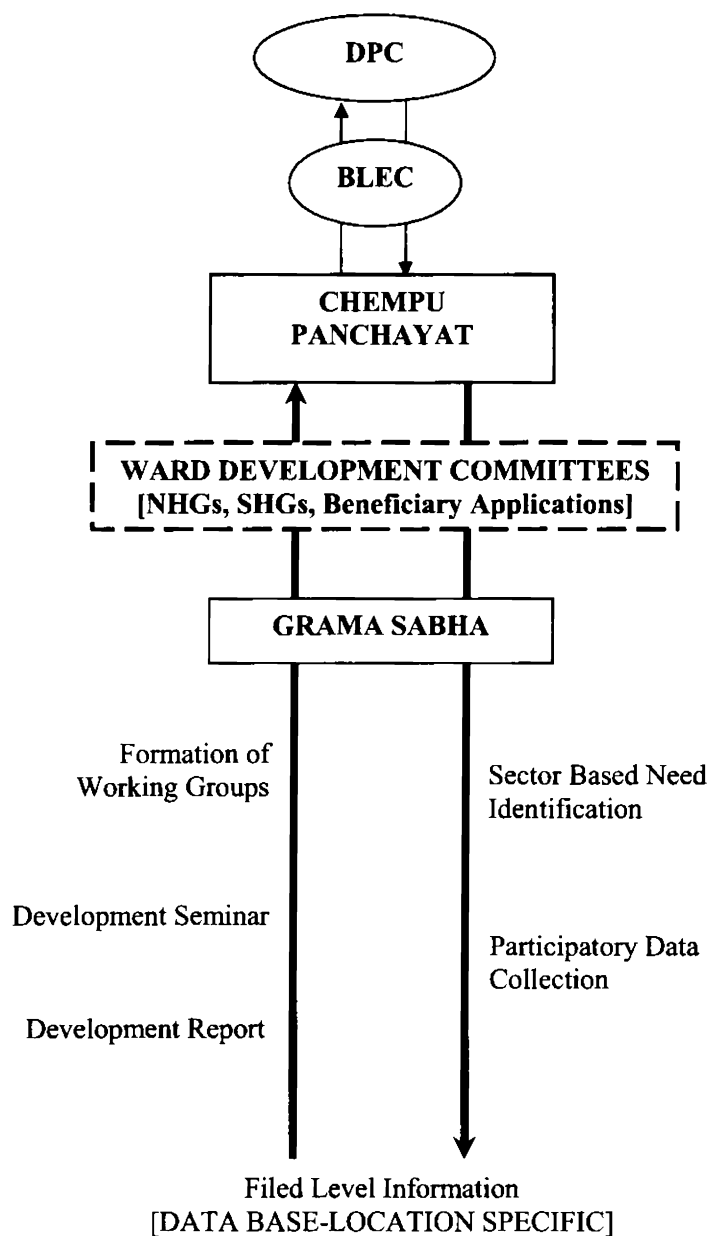 DPC
BLEC
CHEMPU
PANCHAYAT
WARD DEVELOPMENT COMMITTEES
[NHGs, SHGs, Beneficiary Applications]
GRAMA SABHA
Formation of
Working Groups
Sector Based Need
Identification
Development Seminar
Participatory Data
Collection
Development Report
Filed Level Information
[DATA BASE-LOCATION SPECIFIC]